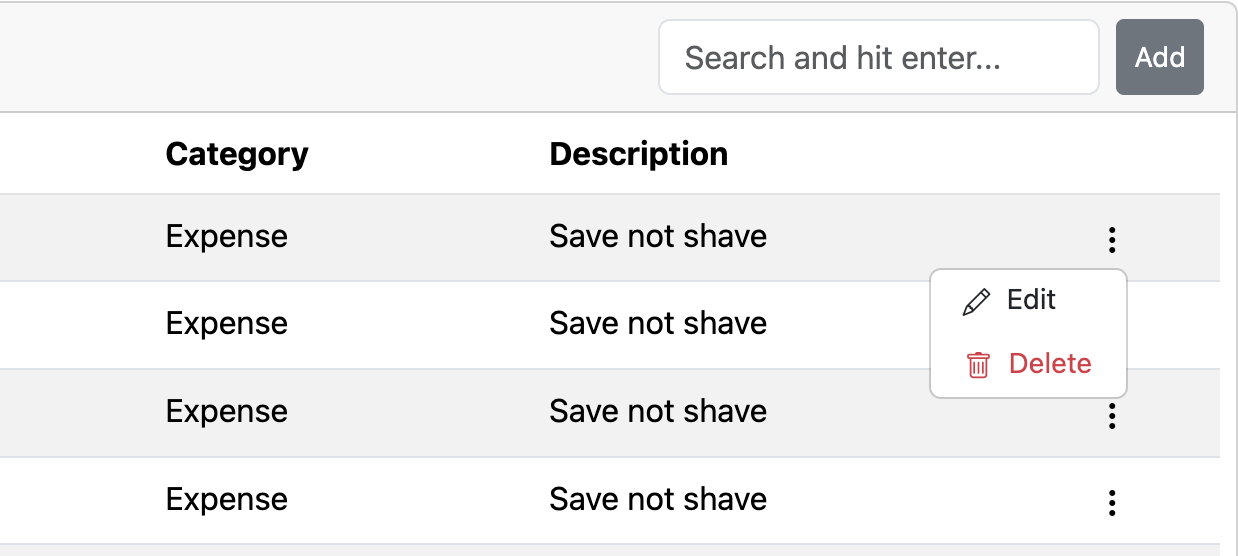 Search and hit enter...
Add
Category Description
Expense Save not shave
Edit
Expense Save not shave
Delete
Expense Save not shave
Expense Save not shave